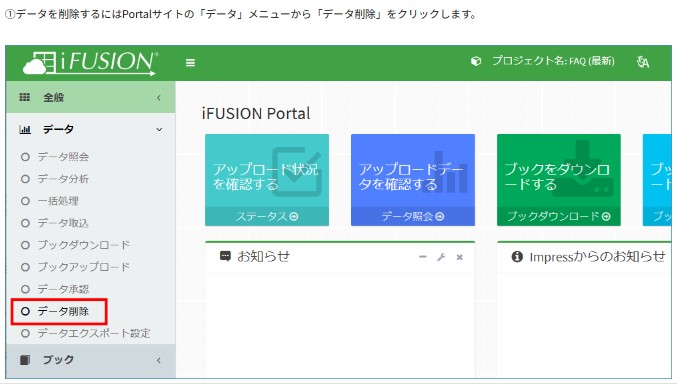 ①データを削除するにはPortalサイトの「データ」メニューから「データ削除」をクリックします。
iFUSION®
プロジェクト名: FAQ (最新)
全般
データ
データ照会
データ分析
一括処理
データ取込
ブックダウンロード
ブックアップロード
データ承認
データ削除
データエクスポート設定
ブック
iFUSION Portal
アップロード状況
を確認する
ステータス
アップロードデー
タを確認する
データ照会
ブックをダウンロ
ードする
ブックダウンロード
お知らせ
Impressからのお知らせ